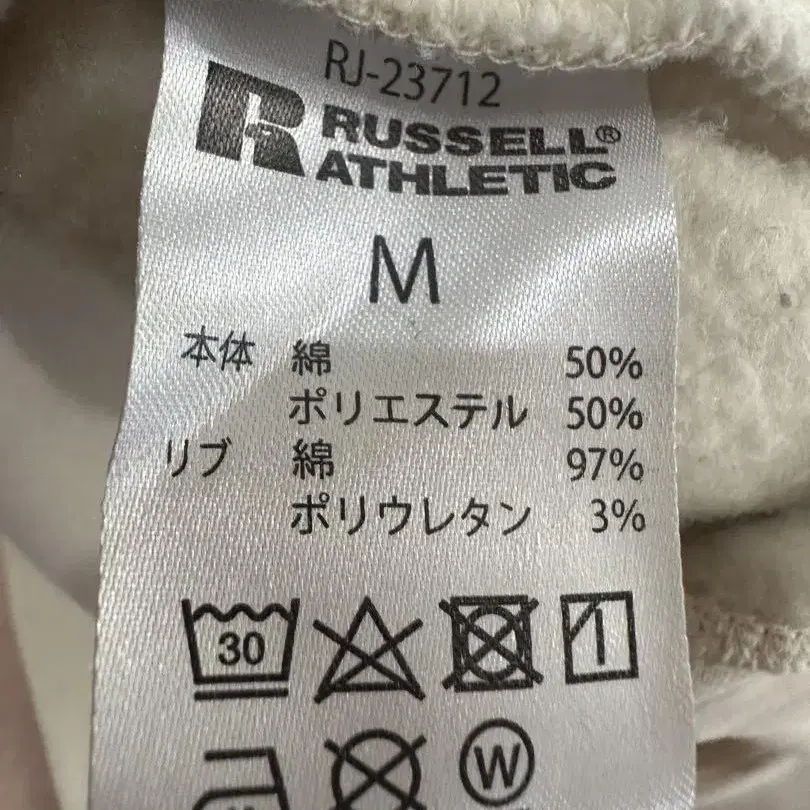 RJ-23712
RUSSELL®
ATHLETIC
M
本体 綿 50%
ポリエステル 50%
リブ 綿 97%
ポリウレタン 3%
30
W